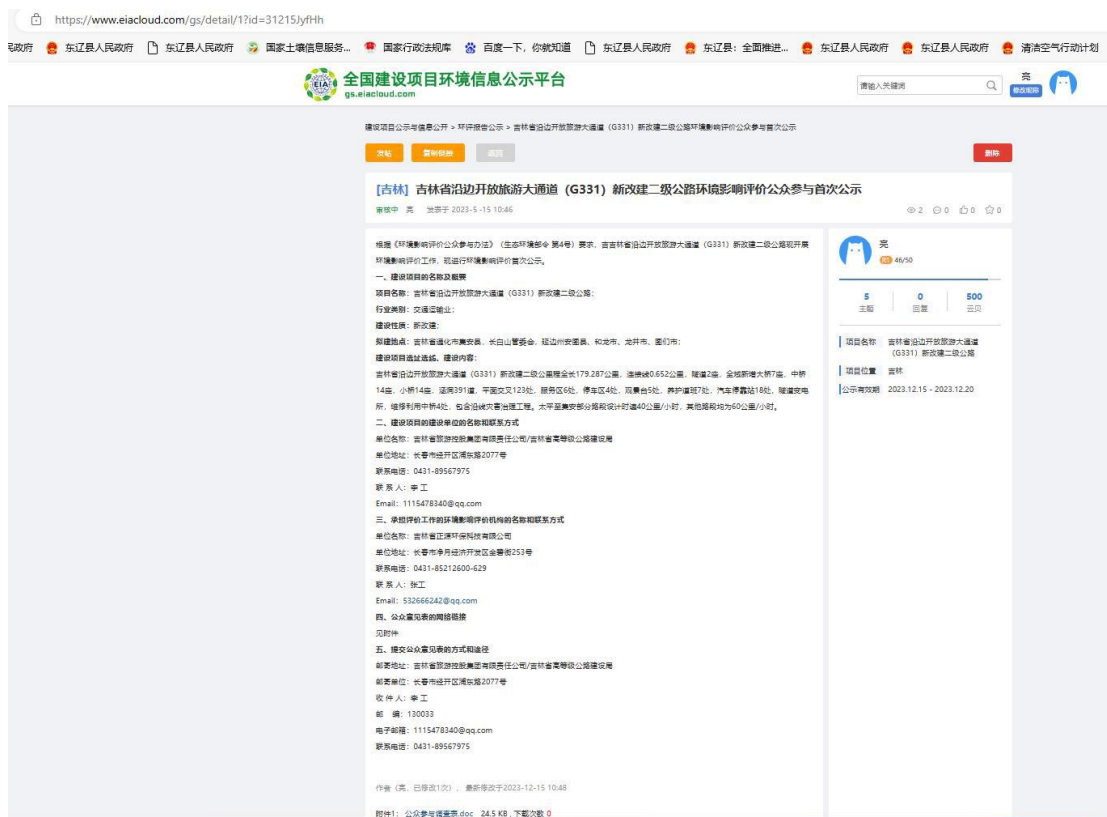 https://www.eiacloud.com/gs/detail/1?id=31215JyfHh
民政府 东辽县人民政府 东辽县人民政府 国家土壤信息服务... 国家行政法规库 百度一下，你就知道 东辽县人民政府 东辽县：全面推进... 东辽县人民政府 东辽县人民政府 清洁空气行动计划
EIA 全国建设项目环境信息公示平台
gs.eiacloud.com
请输入关键词
亮
修改昵称
建设项目公示与信息公开 > 环评报告公示 > 吉林省沿边开放旅游大通道（G331）新改建二级公路环境影响评价公众参与首次公示
发帖 复制链接 返回 删除
[吉林] 吉林省沿边开放旅游大通道（G331）新改建二级公路环境影响评价公众参与首次公示
审核中 亮 发表于 2023-5 -15 10:46
2 0 0 0
根据《环境影响评价公众参与办法》（生态环境部令 第4号）要求，吉吉林省沿边开放旅游大通道（G331）新改建二级公路现开展
环境影响评价工作，现进行环境影响评价首次公示。
一、建设项目的名称及概要
项目名称：吉林省沿边开放旅游大通道（G331）新改建二级公路；
行业类别：交通运输业；
建设性质：新改建；
拟建地点：吉林省通化市集安县，长白山管委会，延边州安图县、和龙市、龙井市、图们市；
建设项目选址选线、建设内容：
吉林省沿边开放旅游大通道（G331）新改建二级公里程全长179.287公里，连接线0.652公里，隧道2座，全域新增大桥7座，中桥
14座，小桥14座，涵洞391道，平面交叉123处，服务区6处，停车区4处，观景台5处，养护道班7处，汽车停靠站18处，隧道变电
所，维修利用中桥4处，包含沿线灾害治理工程。太平至集安部分路段设计时速40公里/小时，其他路段均为60公里/小时。
二、建设项目的建设单位的名称和联系方式
单位名称：吉林省旅游控股集团有限责任公司/吉林省高等级公路建设局
单位地址：长春市经开区浦东路2077号
联系电话：0431-89567975
联 系 人：李工
Email：1115478340@qq.com
三、承担评价工作的环境影响评价机构的名称和联系方式
单位名称：吉林省正源环保科技有限公司
单位地址：长春市净月经济开发区金碧街253号
联系电话：0431-85212600-629
联 系 人：张工
Email：532666242@qq.com
四、公众意见表的网络链接
见附件
五、提交公众意见表的方式和途径
邮寄地址：吉林省旅游控股集团有限责任公司/吉林省高等级公路建设局
邮寄单位：长春市经开区浦东路2077号
收 件 人：李工
邮 编：130033
电子邮箱：1115478340@qq.com
联系电话：0431-89567975
作者（亮，已修改1次），最新修改于2023-12-15 10:48
附件1： 公众参与调查表.doc 24.5 KB，下载次数 0
亮
46/50
5 0 500
主题 回复 云贝
项目名称 吉林省沿边开放旅游大通道
（G331）新改建二级公路
项目位置 吉林
公示有效期 2023.12.15 - 2023.12.20